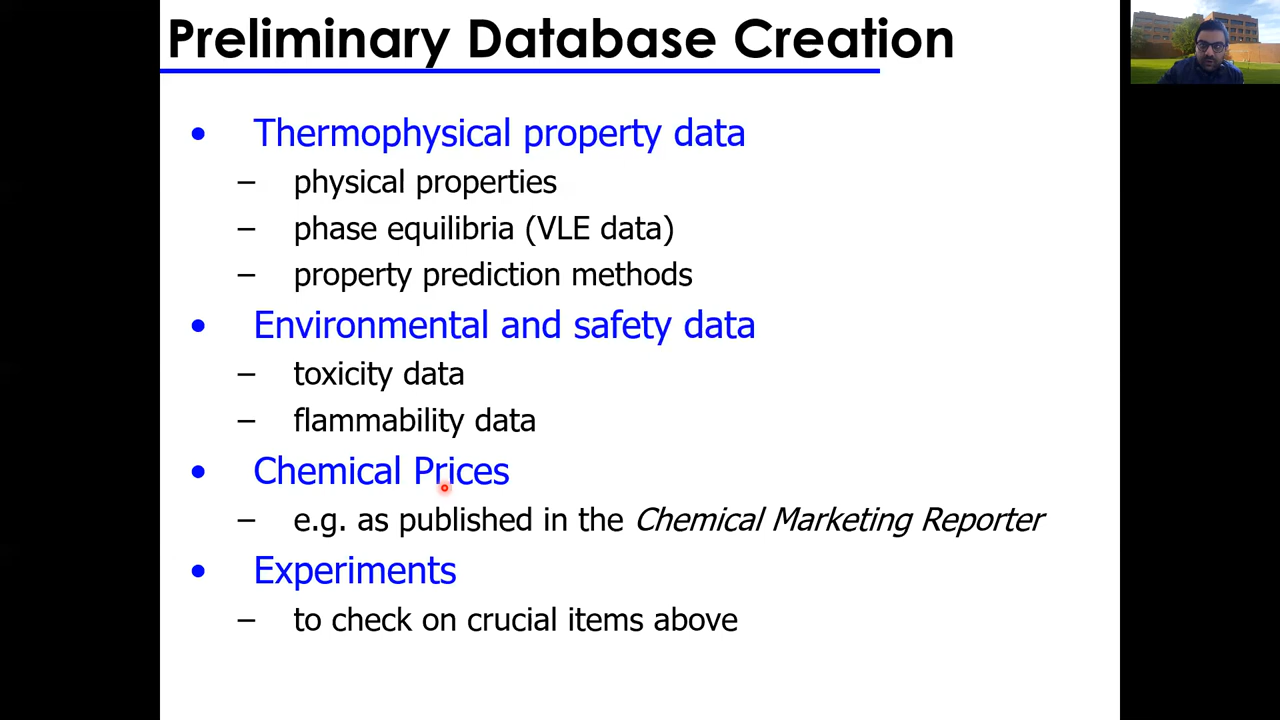 Preliminary Database Creation
• Thermophysical property data
– physical properties
– phase equilibria (VLE data)
– property prediction methods
• Environmental and safety data
– toxicity data
– flammability data
• Chemical Prices
– e.g. as published in the Chemical Marketing Reporter
• Experiments
– to check on crucial items above